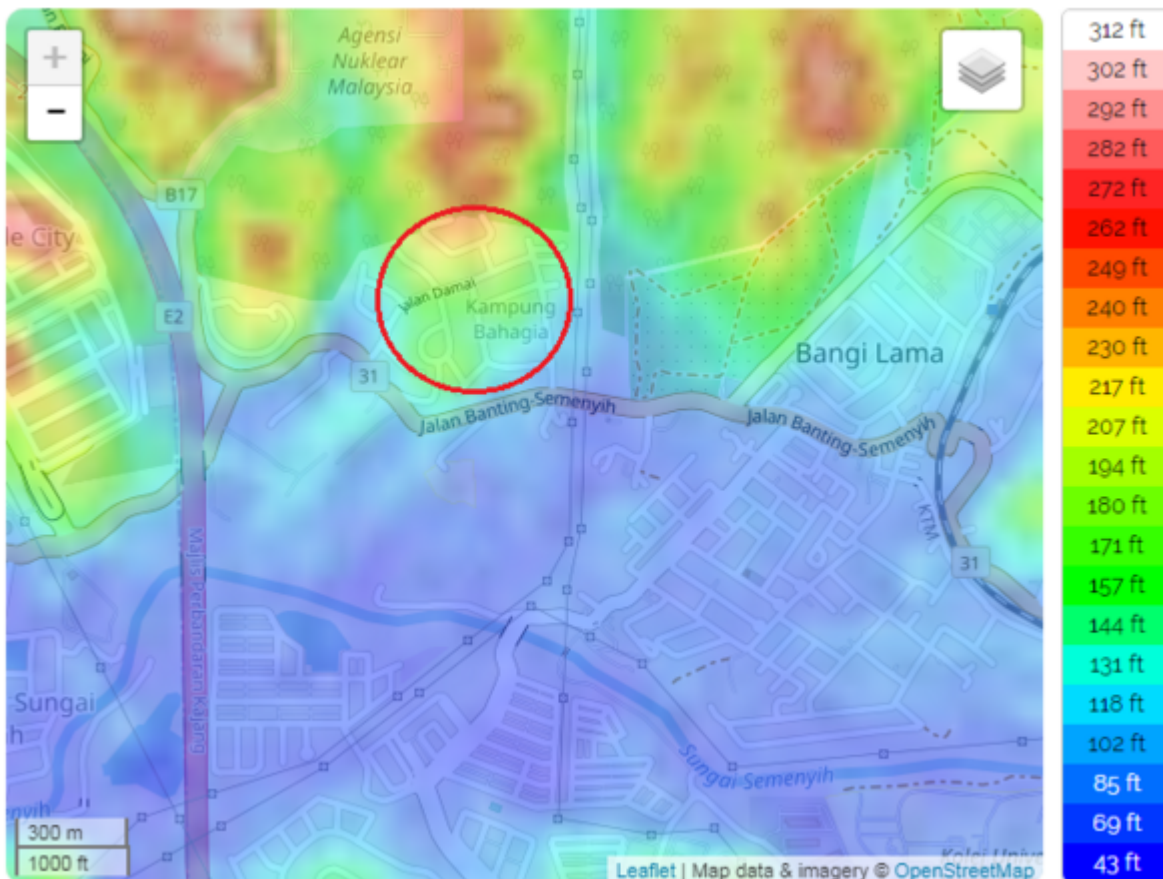 Agensi
Nuklear
Malaysia
+
-
B17
le City
Jalan Damai
Kampung
Bahagia
E2
31
Bangi Lama
Jalan Banting-Semenyih
Jalan Banting-Semenyih
KTM
31
Majlis Perbandaran Kajang
Sungai
Sungai Semenyih
300 m
1000 ft
Leaflet | Map data & imagery © OpenStreetMap
312 ft
302 ft
292 ft
282 ft
272 ft
262 ft
249 ft
240 ft
230 ft
217 ft
207 ft
194 ft
180 ft
171 ft
157 ft
144 ft
131 ft
118 ft
102 ft
85 ft
69 ft
43 ft